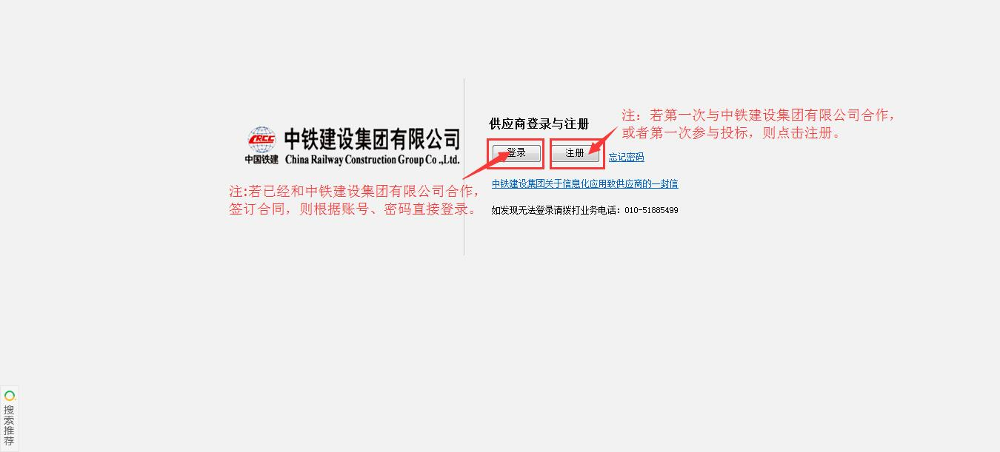 注：若第一次与中铁建设集团有限公司合作，
或者第一次参与投标，则点击注册。
供应商登录与注册
CRCC
中国铁建
中铁建设集团有限公司
China Railway Construction Group Co.,Ltd.
登录
注册
忘记密码
中铁建设集团关于信息化应用致供应商的一封信
注:若已经和中铁建设集团有限公司合作，
签订合同，则根据账号、密码直接登录。
如发现无法登录请拨打业务电话：010-51885499
搜索推荐